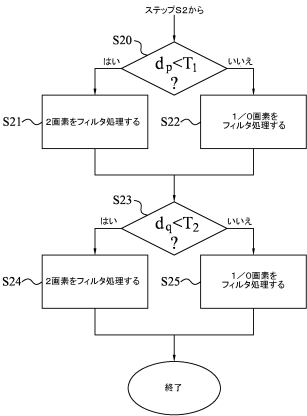 ステップS2から
S20
dp<T1
?
はい
いいえ
S21
2画素をフィルタ処理する
S22
1/0画素を
フィルタ処理する
S23
dq<T2
?
はい
いいえ
S24
2画素をフィルタ処理する
S25
1/0画素を
フィルタ処理する
終了